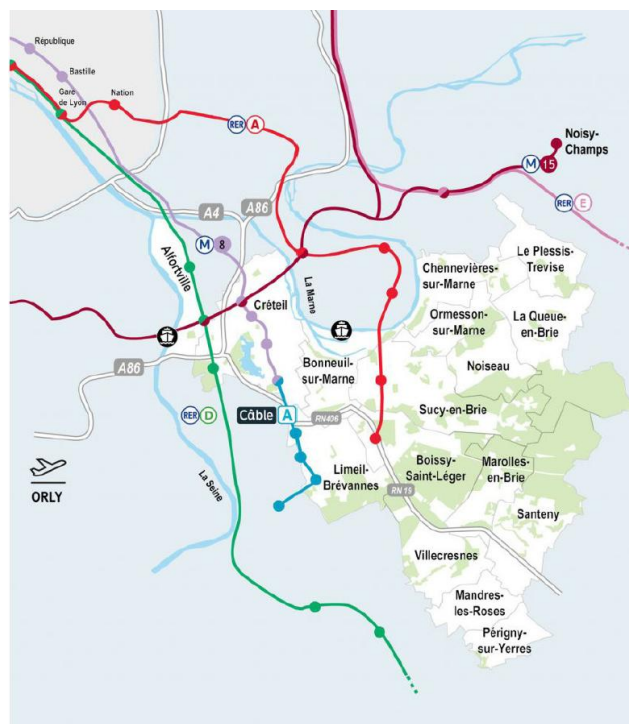 République
Bastille
Gare
de Lyon
Nation
RER A
Noisy-
Champs
M 15
RER E
A4
A86
M 8
Alfortville
La Marne
Créteil
Le Plessis-
Trevise
Chennevières-
sur-Marne
Ormesson-
sur-Marne
La Queue-
en-Brie
A86
Bonneuil-
sur-Marne
Noiseau
RER D
Câble A
RN406
Sucy-en-Brie
ORLY
La Seine
Limeil-
Brévannes
Boissy-
Saint-Léger
Marolles-
en-Brie
RN 19
Santeny
Villecresnes
Mandres-
les-Roses
Périgny-
sur-Yerres